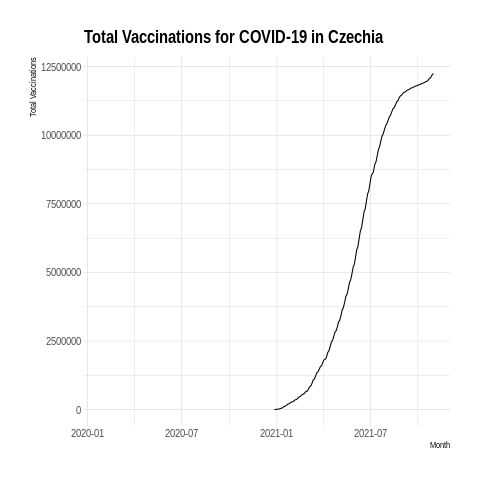 Total Vaccinations for COVID-19 in Czechia
Total Vaccinations
12500000
10000000
7500000
5000000
2500000
0
2020-01 2020-07 2021-01 2021-07
Month